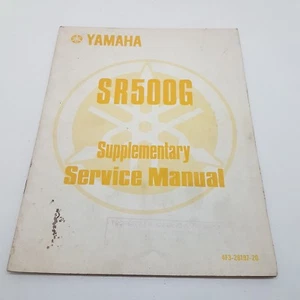 YAMAHA
SR500G
Supplementary
Service Manual